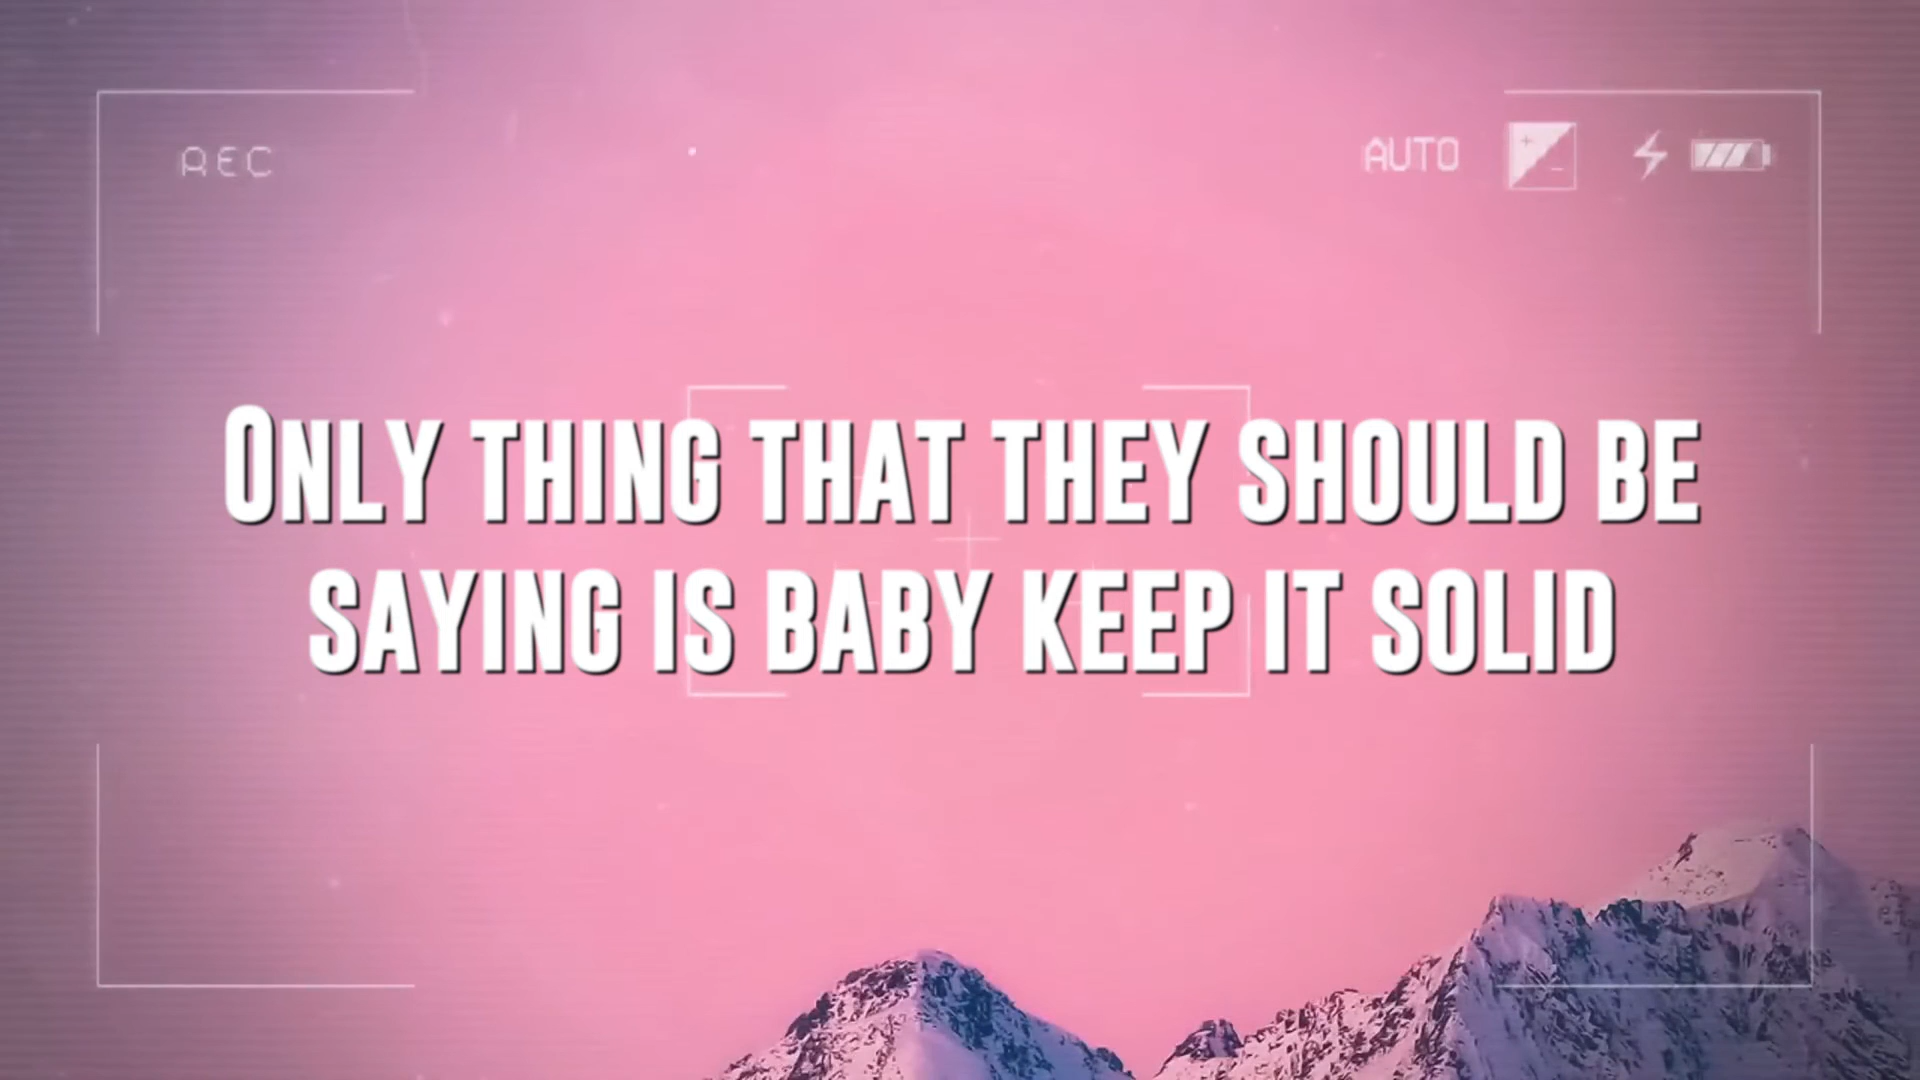 REC
AUTO
Only thing that they should be
saying is baby keep it solid